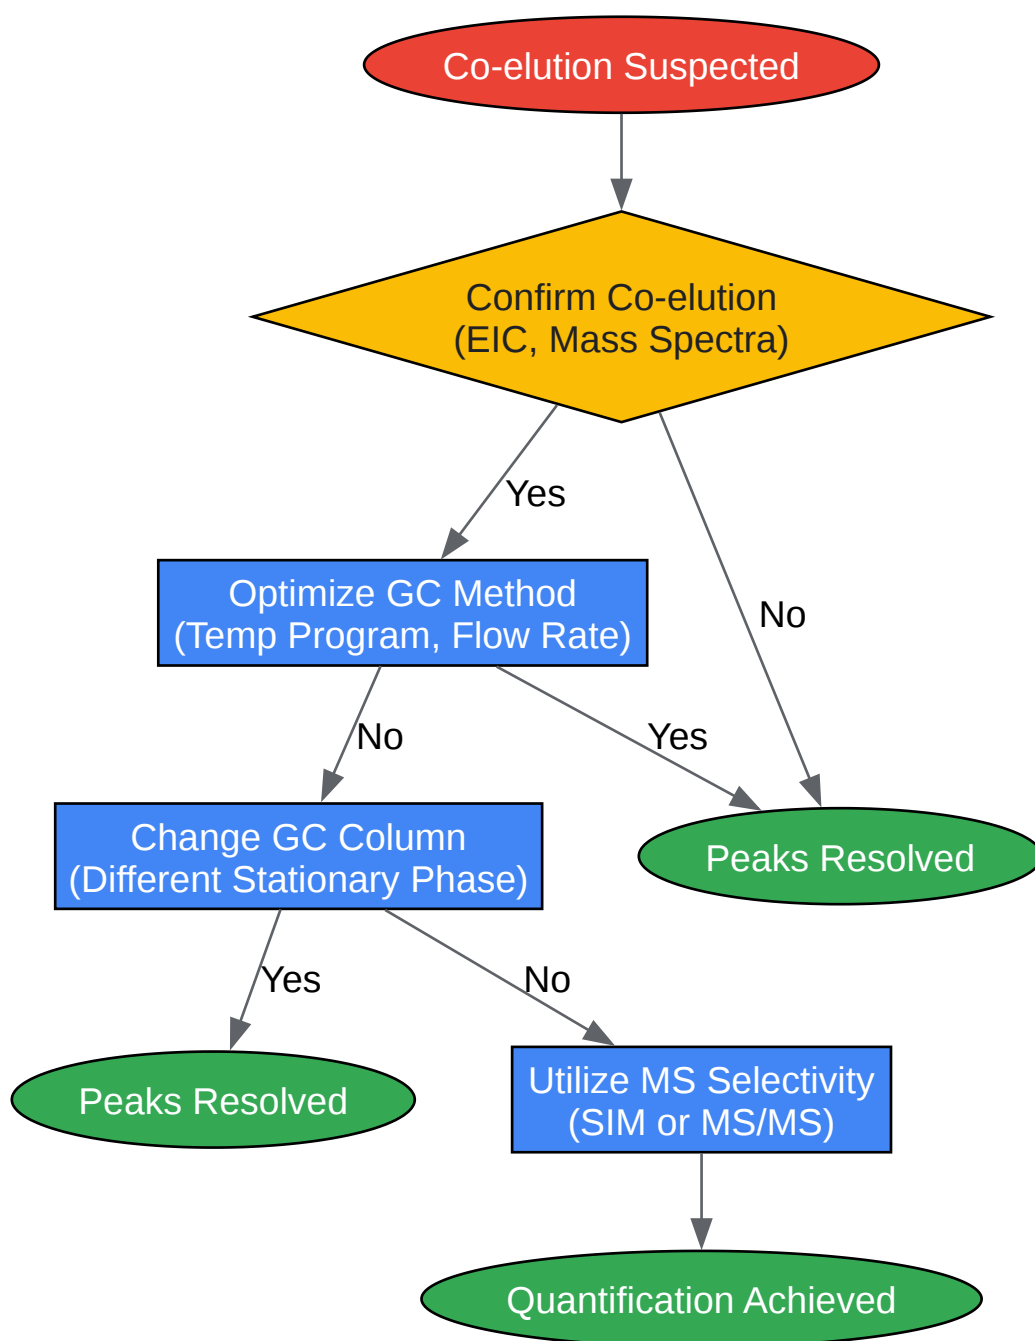 Co-elution Suspected
Confirm Co-elution
(EIC, Mass Spectra)
Yes
No
Optimize GC Method
(Temp Program, Flow Rate)
No
Yes
Change GC Column
(Different Stationary Phase)
Peaks Resolved
Yes
No
Peaks Resolved
Utilize MS Selectivity
(SIM or MS/MS)
Quantification Achieved